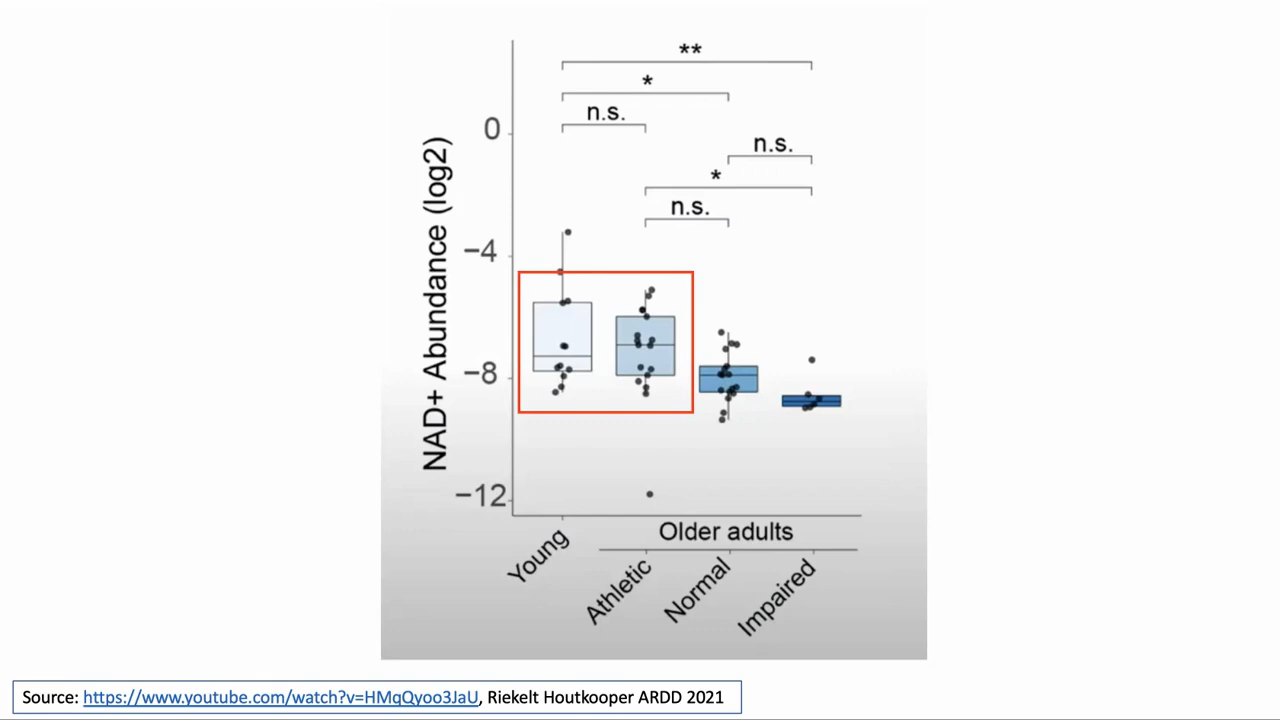 **
*
n.s.
0
n.s.
*
n.s.
−4
−8
−12
NAD+ Abundance (log2)
Older adults
Young
Athletic
Normal
Impaired
Source: https://www.youtube.com/watch?v=HMqQyoo3JaU, Riekelt Houtkooper ARDD 2021